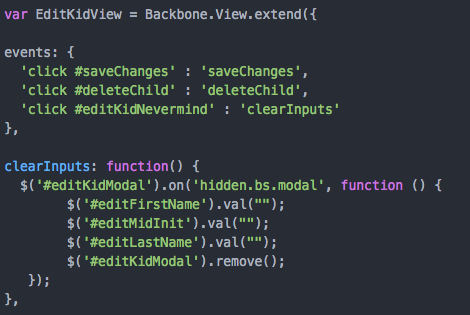 var EditKidView = Backbone.View.extend({
events: {
'click #saveChanges' : 'saveChanges',
'click #deleteChild' : 'deleteChild',
'click #editKidNevermind' : 'clearInputs'
},
clearInputs: function() {
$('#editKidModal').on('hidden.bs.modal', function () {
$('#editFirstName').val("");
$('#editMidInit').val("");
$('#editLastName').val("");
$('#editKidModal').remove();
});
},